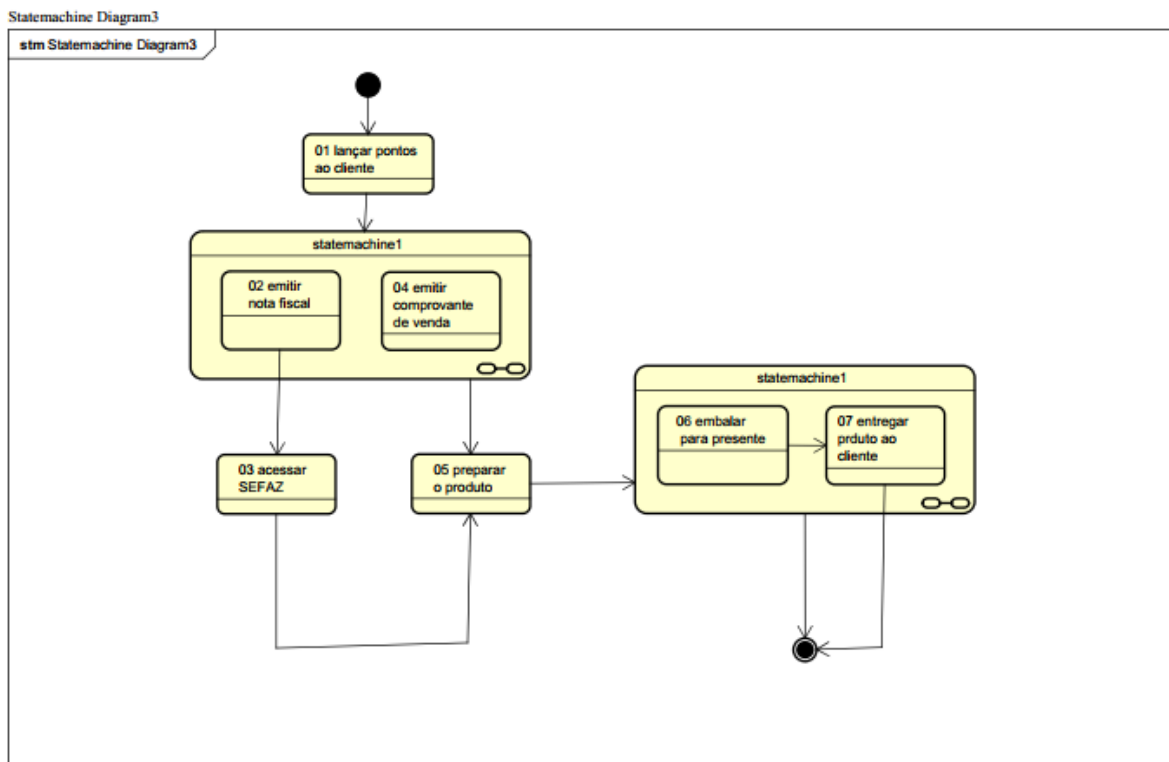 Statemachine Diagram3
stm Statemachine Diagram3
01 lançar pontos
ao cliente
statemachine1
02 emitir
nota fiscal
04 emitir
comprovante
de venda
statemachine1
06 embalar
para presente
07 entregar
prduto ao
cliente
03 acessar
SEFAZ
05 preparar
o produto